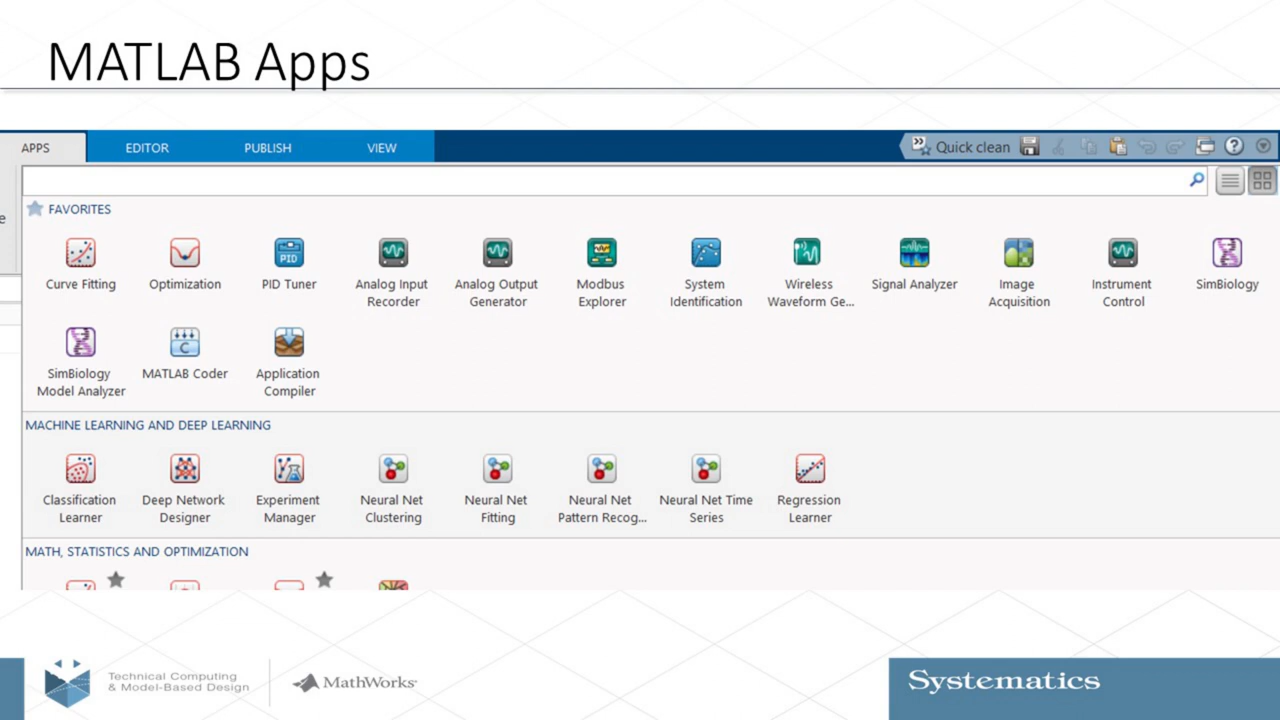 MATLAB Apps
APPS EDITOR PUBLISH VIEW Quick clean
e
FAVORITES
Curve Fitting Optimization PID Tuner Analog Input Recorder Analog Output Generator Modbus Explorer System Identification Wireless Waveform Ge... Signal Analyzer Image Acquisition Instrument Control SimBiology
PID
SimBiology Model Analyzer MATLAB Coder Application Compiler
C
MACHINE LEARNING AND DEEP LEARNING
Classification Learner Deep Network Designer Experiment Manager Neural Net Clustering Neural Net Fitting Neural Net Pattern Recog... Neural Net Time Series Regression Learner
MATH, STATISTICS AND OPTIMIZATION
Technical Computing
& Model-Based Design
MathWorks
Systematics